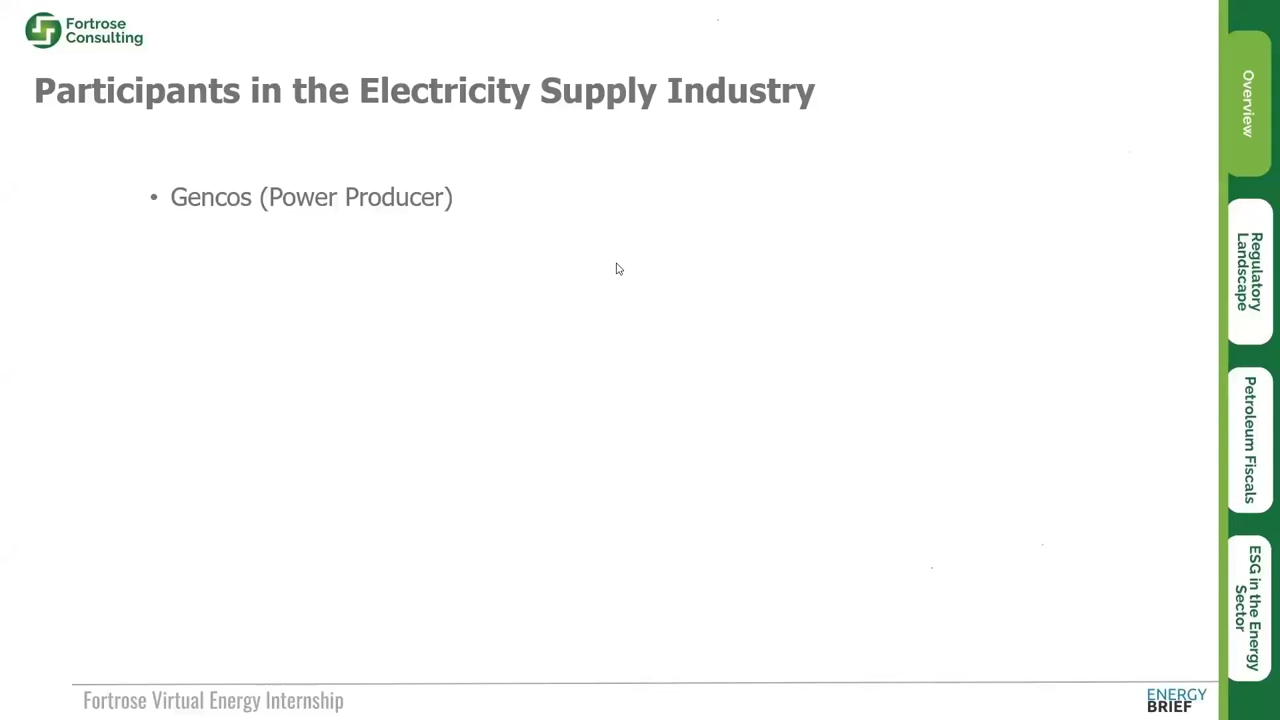 Fortrose
Consulting
Participants in the Electricity Supply Industry
• Gencos (Power Producer)
Overview
Regulatory
Landscape
Petroleum Fiscals
ESG in the Energy
Sector
Fortrose Virtual Energy Internship
ENERGY
BRIEF